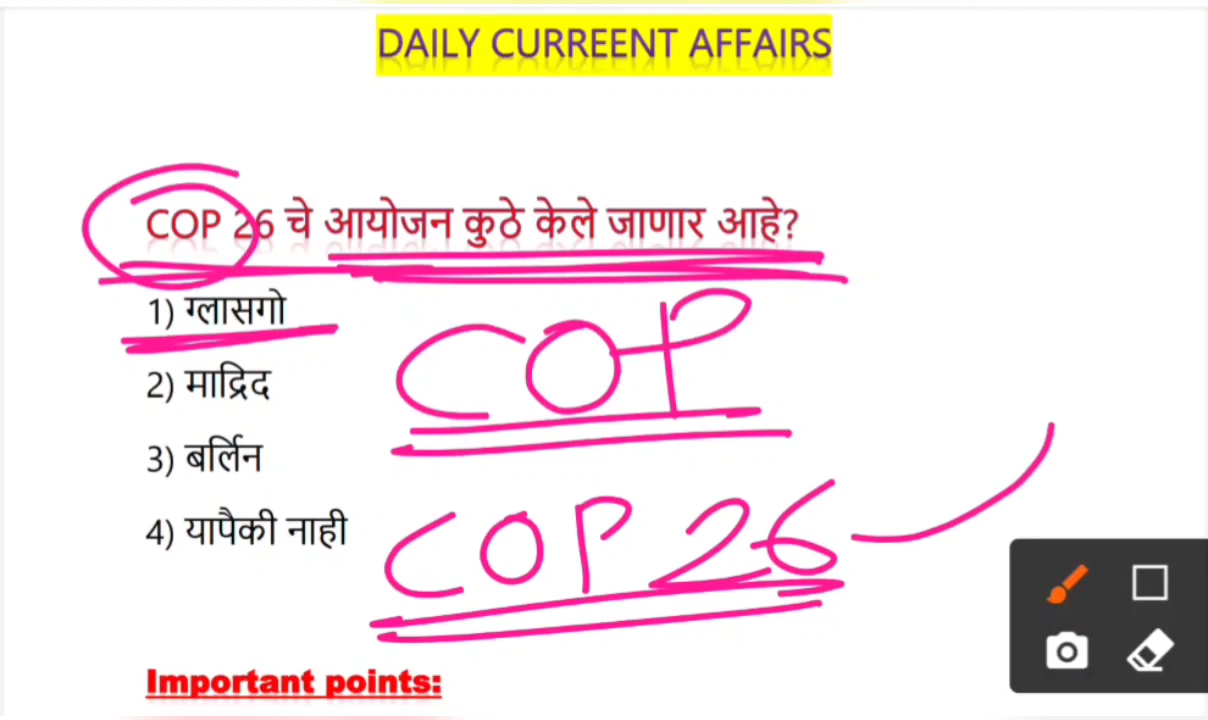 DAILY CURREENT AFFAIRS
COP 26 चे आयोजन कुठे केले जाणार आहे?
1) ग्लासगो
COP
2) माद्रिद
3) बर्लिन
4) यापैकी नाही
COP 26
Important points: